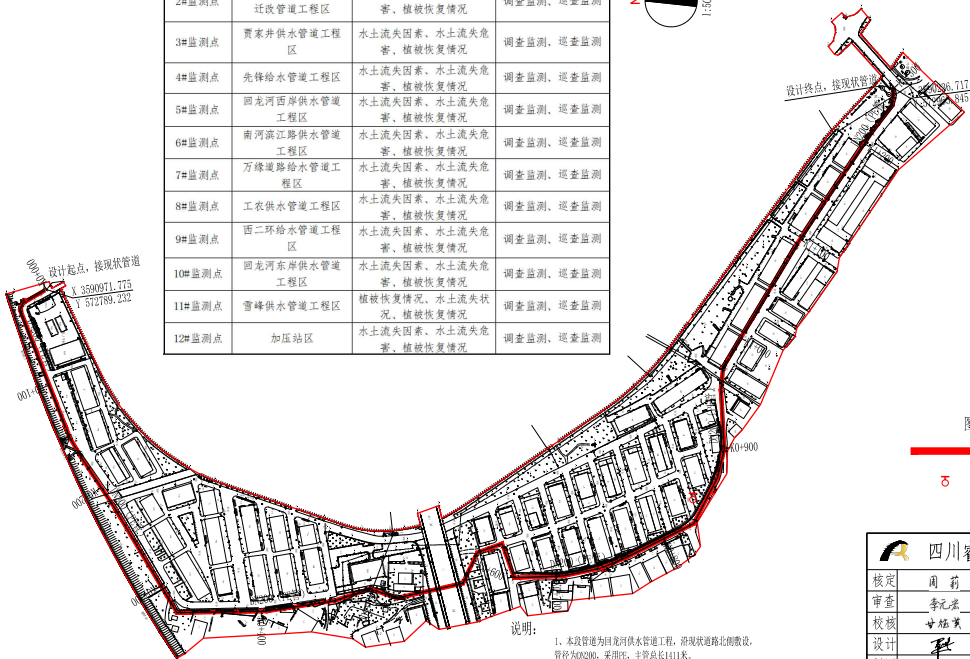 2#监测点 迁改管道工程区 害、植被恢复情况 调查监测、巡查监测
3#监测点 贾家井供水管道工程区 水土流失因素、水土流失危害、植被恢复情况 调查监测、巡查监测
4#监测点 先锋给水管道工程区 水土流失因素、水土流失危害、植被恢复情况 调查监测、巡查监测
5#监测点 回龙河西岸供水管道工程区 水土流失因素、水土流失危害、植被恢复情况 调查监测、巡查监测
6#监测点 南河滨江路供水管道工程区 水土流失因素、水土流失危害、植被恢复情况 调查监测、巡查监测
7#监测点 万缘道路给水管道工程区 水土流失因素、水土流失危害、植被恢复情况 调查监测、巡查监测
8#监测点 工农供水管道工程区 水土流失因素、水土流失危害、植被恢复情况 调查监测、巡查监测
9#监测点 西二环给水管道工程区 水土流失因素、水土流失危害、植被恢复情况 调查监测、巡查监测
10#监测点 回龙河东岸供水管道工程区 水土流失因素、水土流失危害、植被恢复情况 调查监测、巡查监测
11#监测点 雪峰供水管道工程区 植被恢复情况、水土流失状况、植被恢复情况 调查监测、巡查监测
12#监测点 加压站区 水土流失因素、水土流失危害、植被恢复情况 调查监测、巡查监测
设计终点，接现状管道
设计起点，接现状管道
X 3590971.775
Y 572789.232
K0+900
说明：
1、本段管道为回龙河供水管道工程，沿现状道路北侧敷设，
管径为DN200，采用PE，主管总长1411米。
四川
核定 周莉
审查
校核
设计